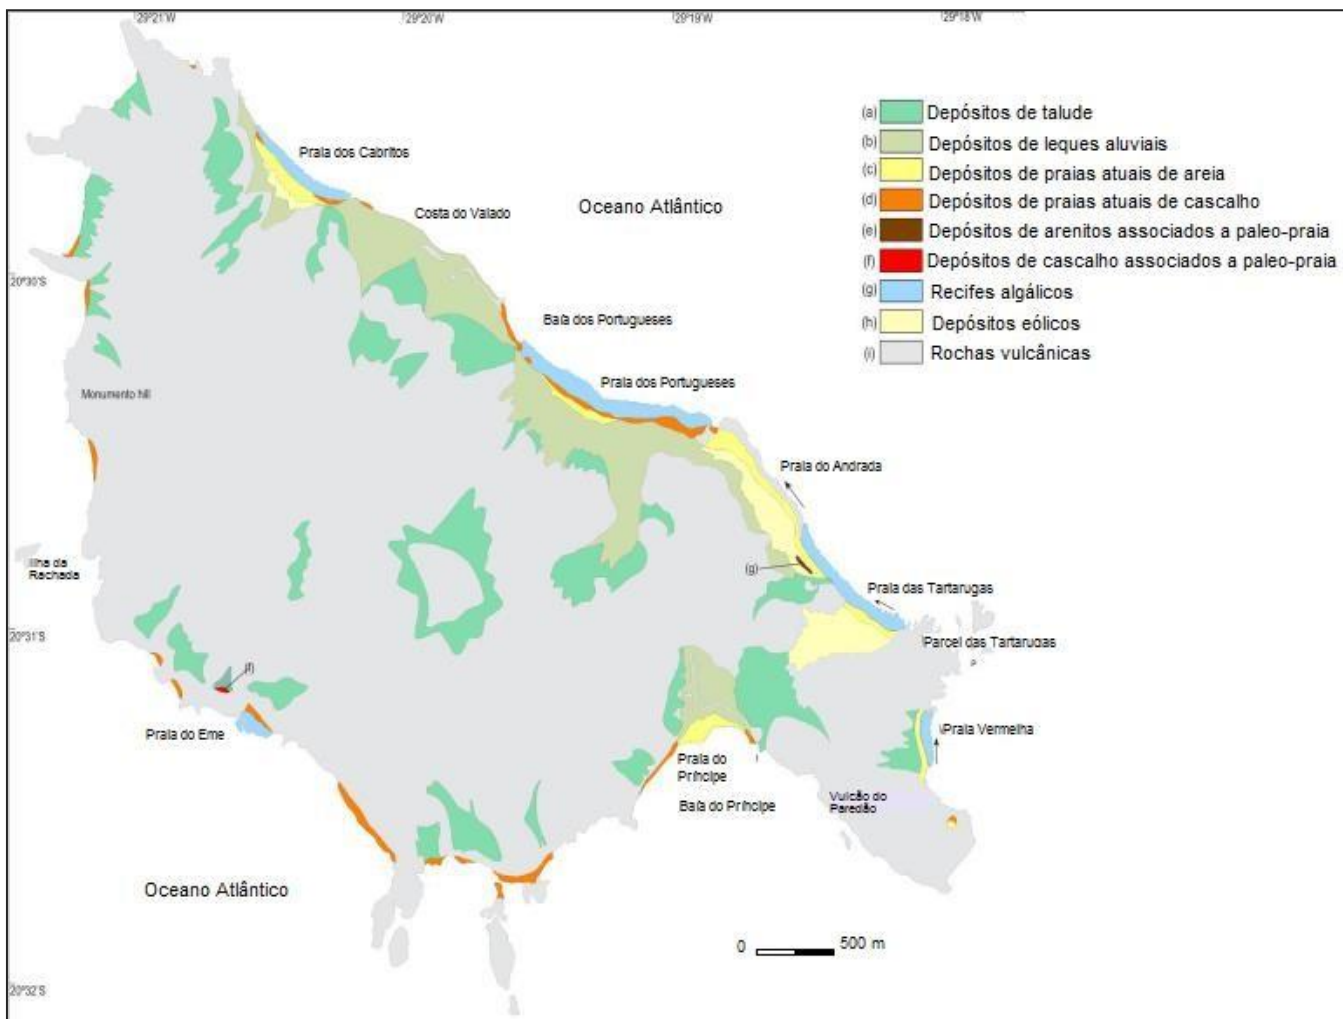 29°21'W
29°20'W
29°19'W
29°18'W
(a) Depósitos de talude
(b) Depósitos de leques aluviais
(c) Depósitos de praias atuais de areia
(d) Depósitos de praias atuais de cascalho
(e) Depósitos de arenitos associados a paleo-praia
(f) Depósitos de cascalho associados a paleo-praia
(g) Recifes algálicos
(h) Depósitos eólicos
(i) Rochas vulcânicas
Praia dos Cabritos
Costa do Valado
Oceano Atlântico
20°30'S
Baía dos Portugueses
Praia dos Portugueses
Monumento hill
Praia do Andrada
Ilha da
Rachada
(g)
Praia das Tartarugas
20°31'S
Parcel das Tartarugas
(f)
Praia do Eme
Praia Vermelha
Praia do
Príncipe
Baía do Príncipe
Vulcão do
Paredão
Oceano Atlântico
0 500 m
20°32'S